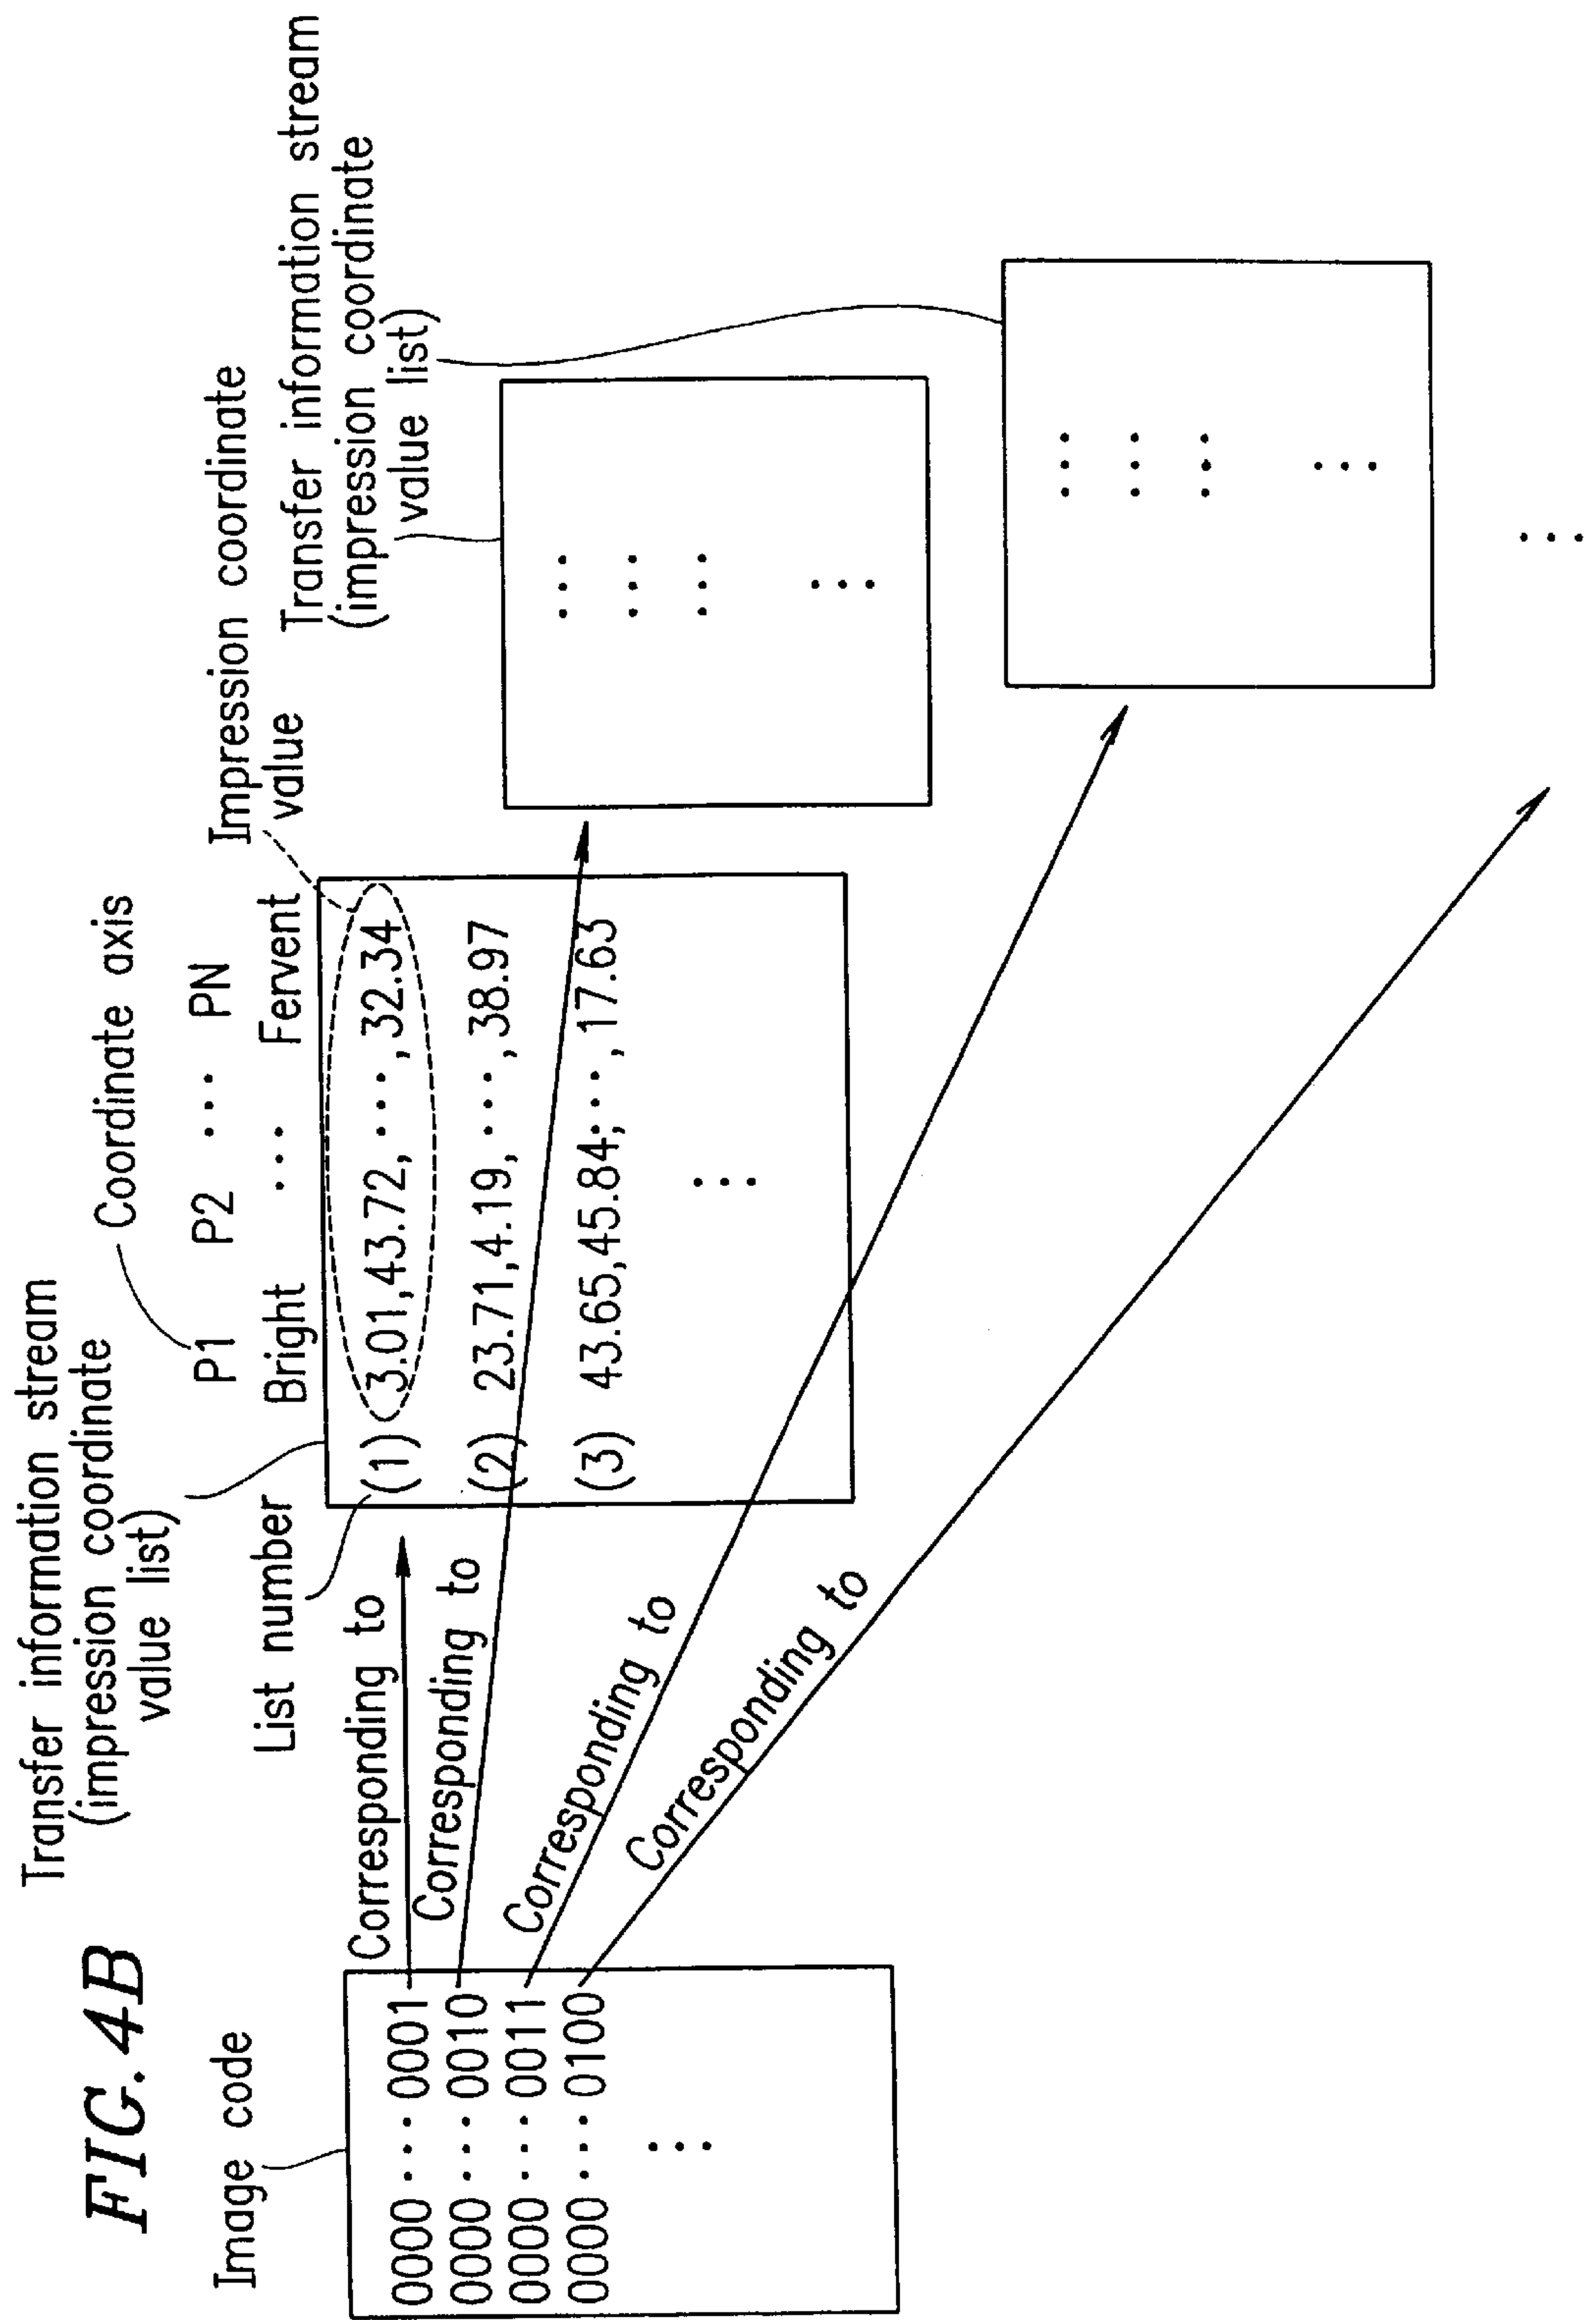 FIG. 4B
Image code
0000 ··· 0001
0000 ··· 0010
0000 ··· 0011
0000 ··· 0100
Corresponding to
Corresponding to
Corresponding to
Corresponding to
Transfer information stream
(impression coordinate
value list)
List number
Coordinate axis
P1 P2 ··· PN
Bright ··· Fervent
(1) 3.01,43.72, ···,32.34
(2) 23.71,4.19, ···,38.97
(3) 43.65,45.84,···,17.63
Impression coordinate
value
Transfer information stream
(impression coordinate
value list)